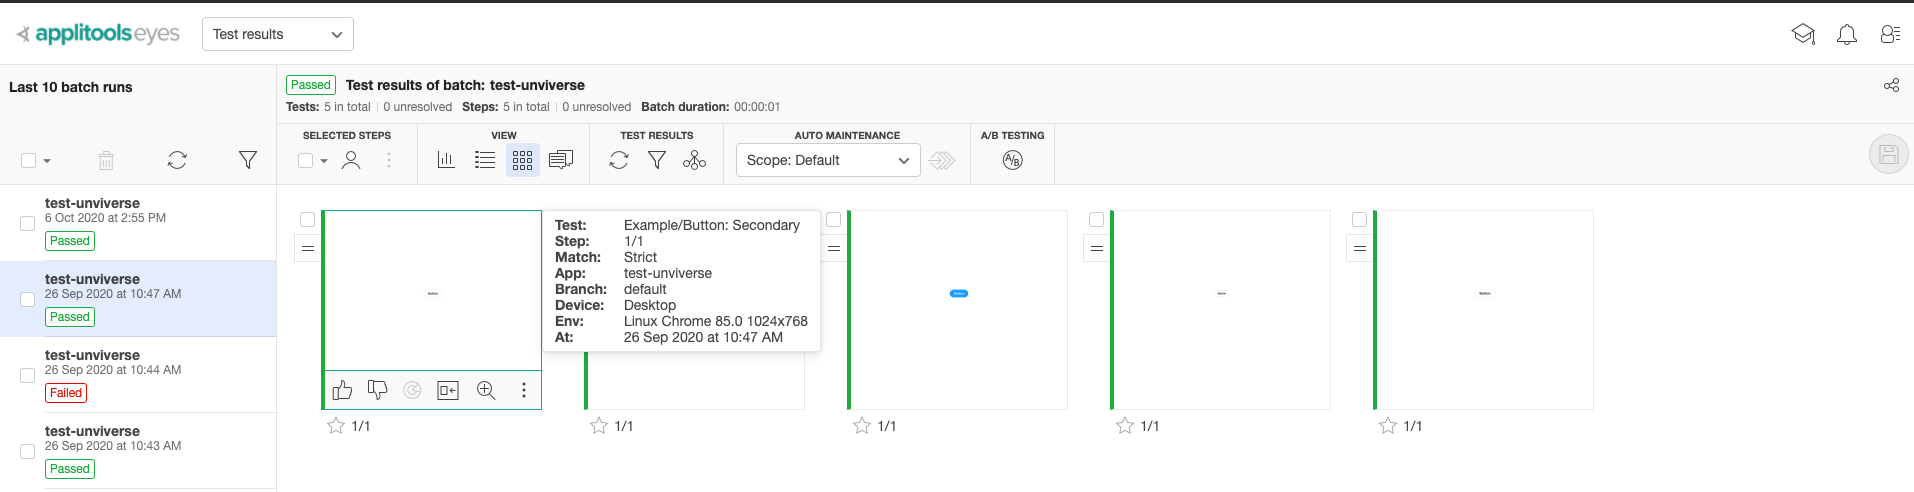 applitools eyes
Test results
Last 10 batch runs
Passed Test results of batch: test-unviverse
Tests: 5 in total | 0 unresolved Steps: 5 in total | 0 unresolved Batch duration: 00:00:01
SELECTED STEPS VIEW TEST RESULTS AUTO MAINTENANCE A/B TESTING
Scope: Default
A/B
test-unviverse
6 Oct 2020 at 2:55 PM
Passed
test-unviverse
26 Sep 2020 at 10:47 AM
Passed
test-unviverse
26 Sep 2020 at 10:44 AM
Failed
test-unviverse
26 Sep 2020 at 10:43 AM
Passed
Button
Test: Example/Button: Secondary
Step: 1/1
Match: Strict
App: test-unviverse
Branch: default
Device: Desktop
Env: Linux Chrome 85.0 1024x768
At: 26 Sep 2020 at 10:47 AM
Button
Button
Button
1/1
1/1
1/1
1/1
1/1